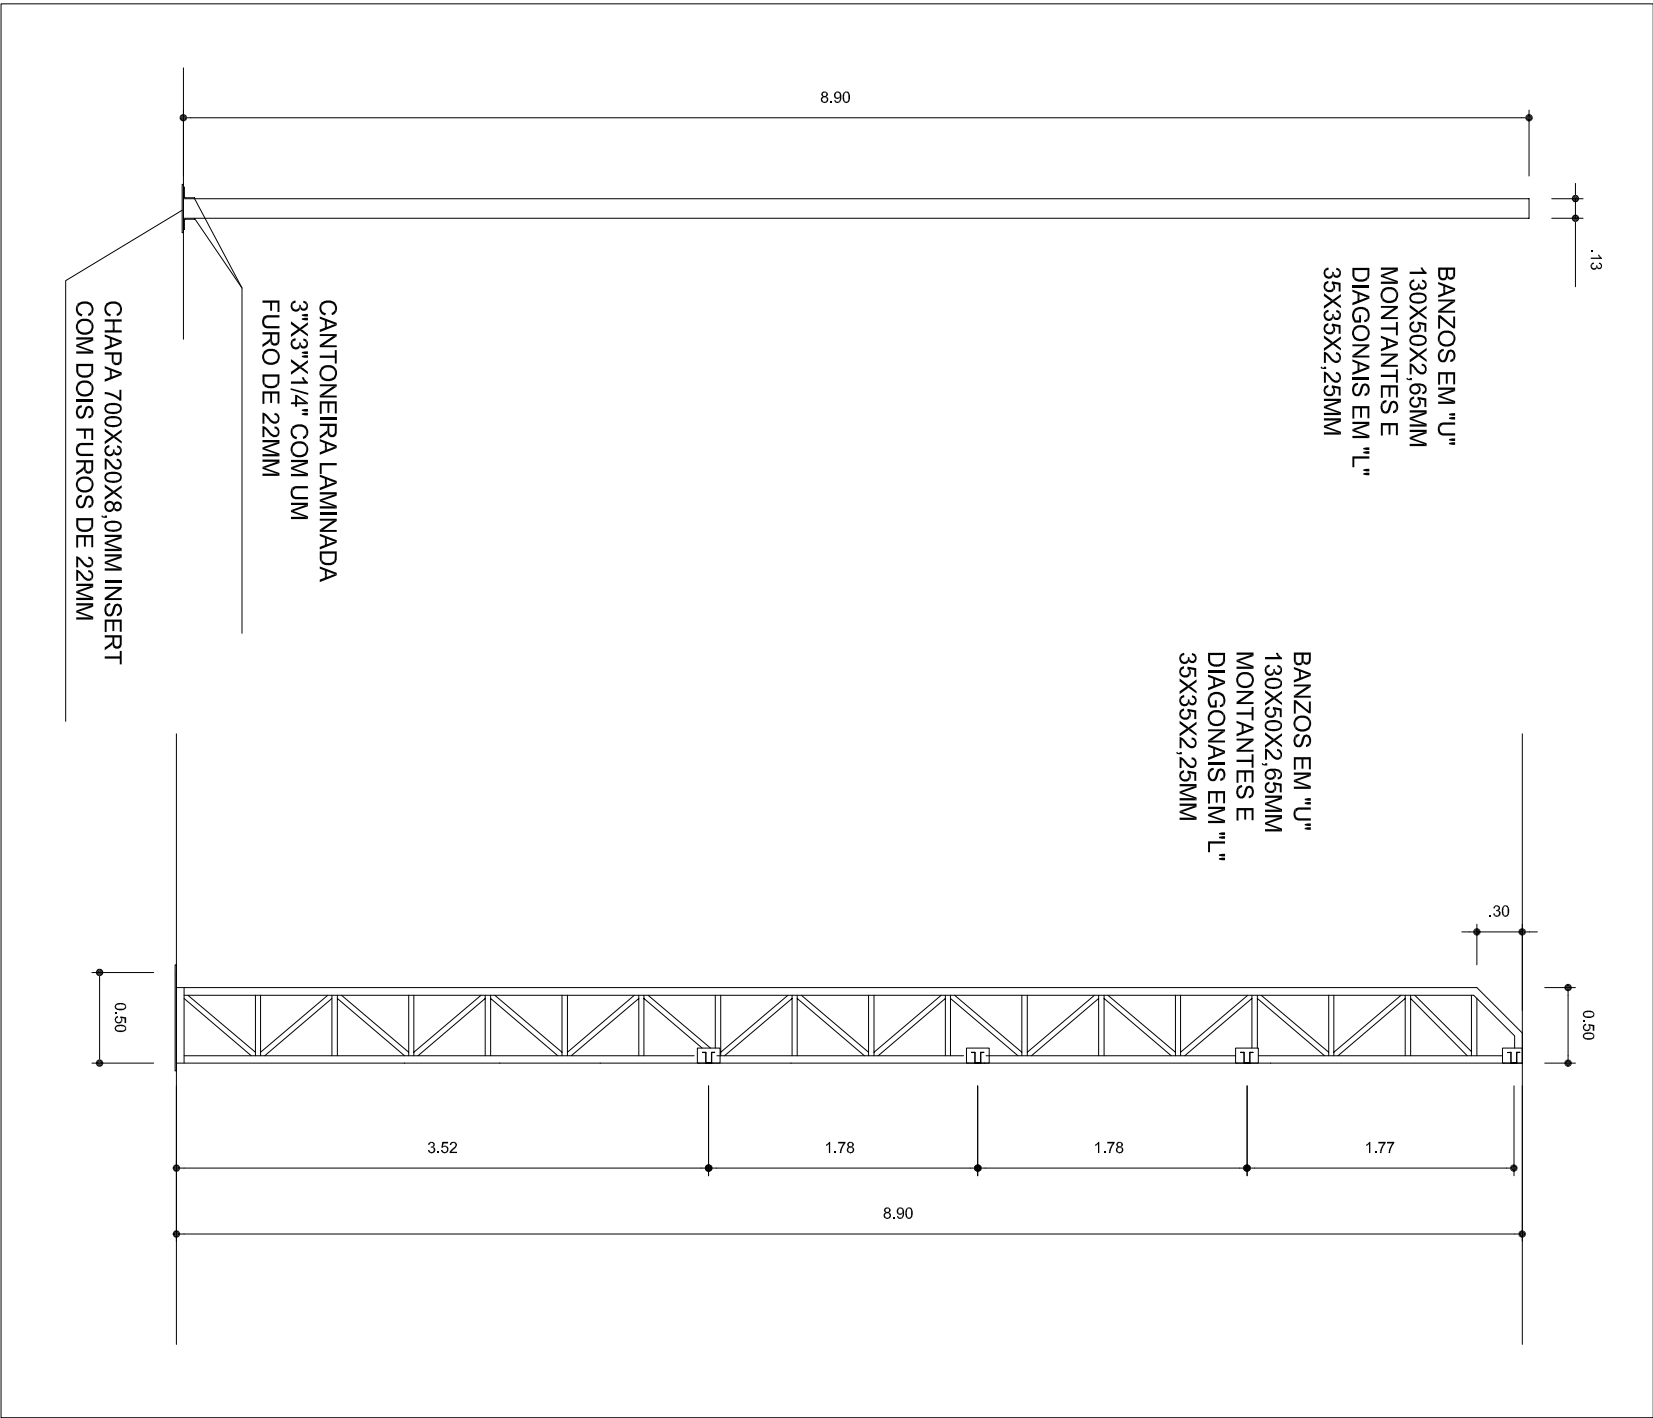 8.90
.13
BANZOS EM "U"
130X50X2,65MM
MONTANTES E
DIAGONAIS EM "L"
35X35X2,25MM
CANTONEIRA LAMINADA
3"X3"X1/4" COM UM
FURO DE 22MM
CHAPA 700X320X8,0MM INSERT
COM DOIS FUROS DE 22MM
BANZOS EM "U"
130X50X2,65MM
MONTANTES E
DIAGONAIS EM "L"
35X35X2,25MM
.30
0.50
0.50
3.52
1.78
1.78
1.77
8.90